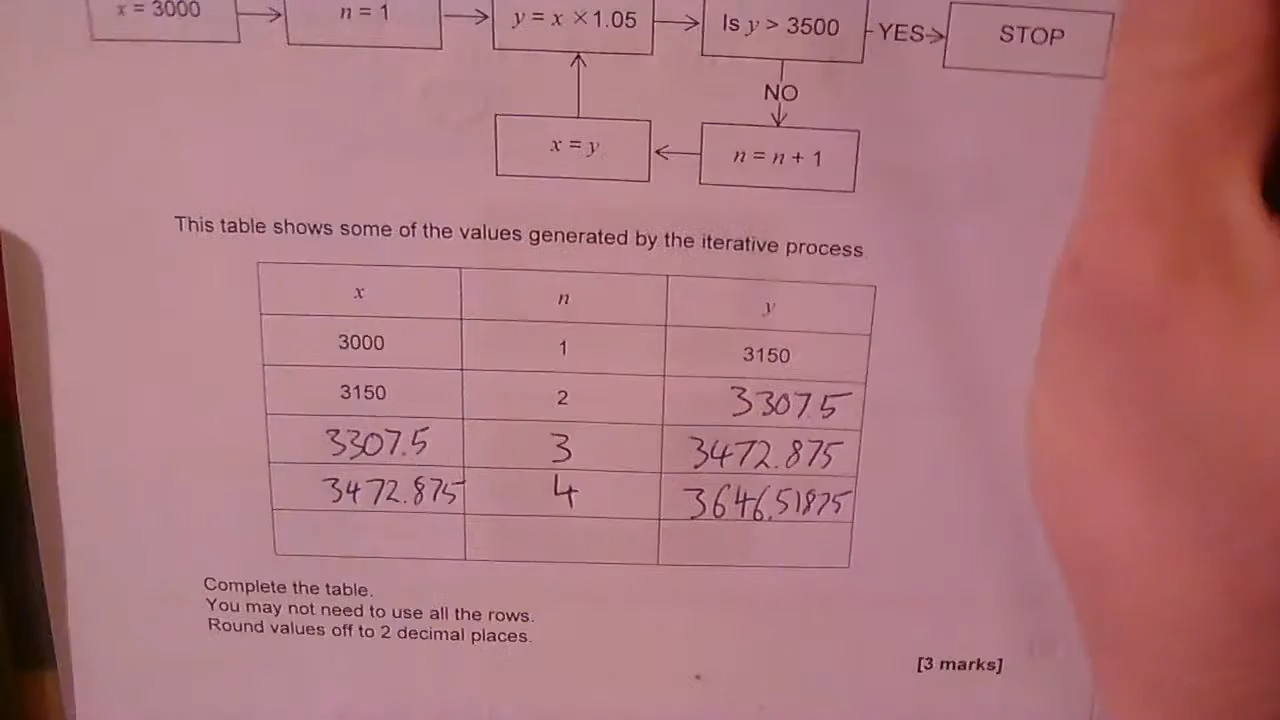 x = 3000
n = 1
y = x × 1.05
Is y > 3500
YES
STOP
NO
x = y
n = n + 1
This table shows some of the values generated by the iterative process
x n y
3000 1 3150
3150 2 3307.5
3307.5 3 3472.875
3472.875 4 3646.51875
Complete the table.
You may not need to use all the rows.
Round values off to 2 decimal places.
[3 marks]